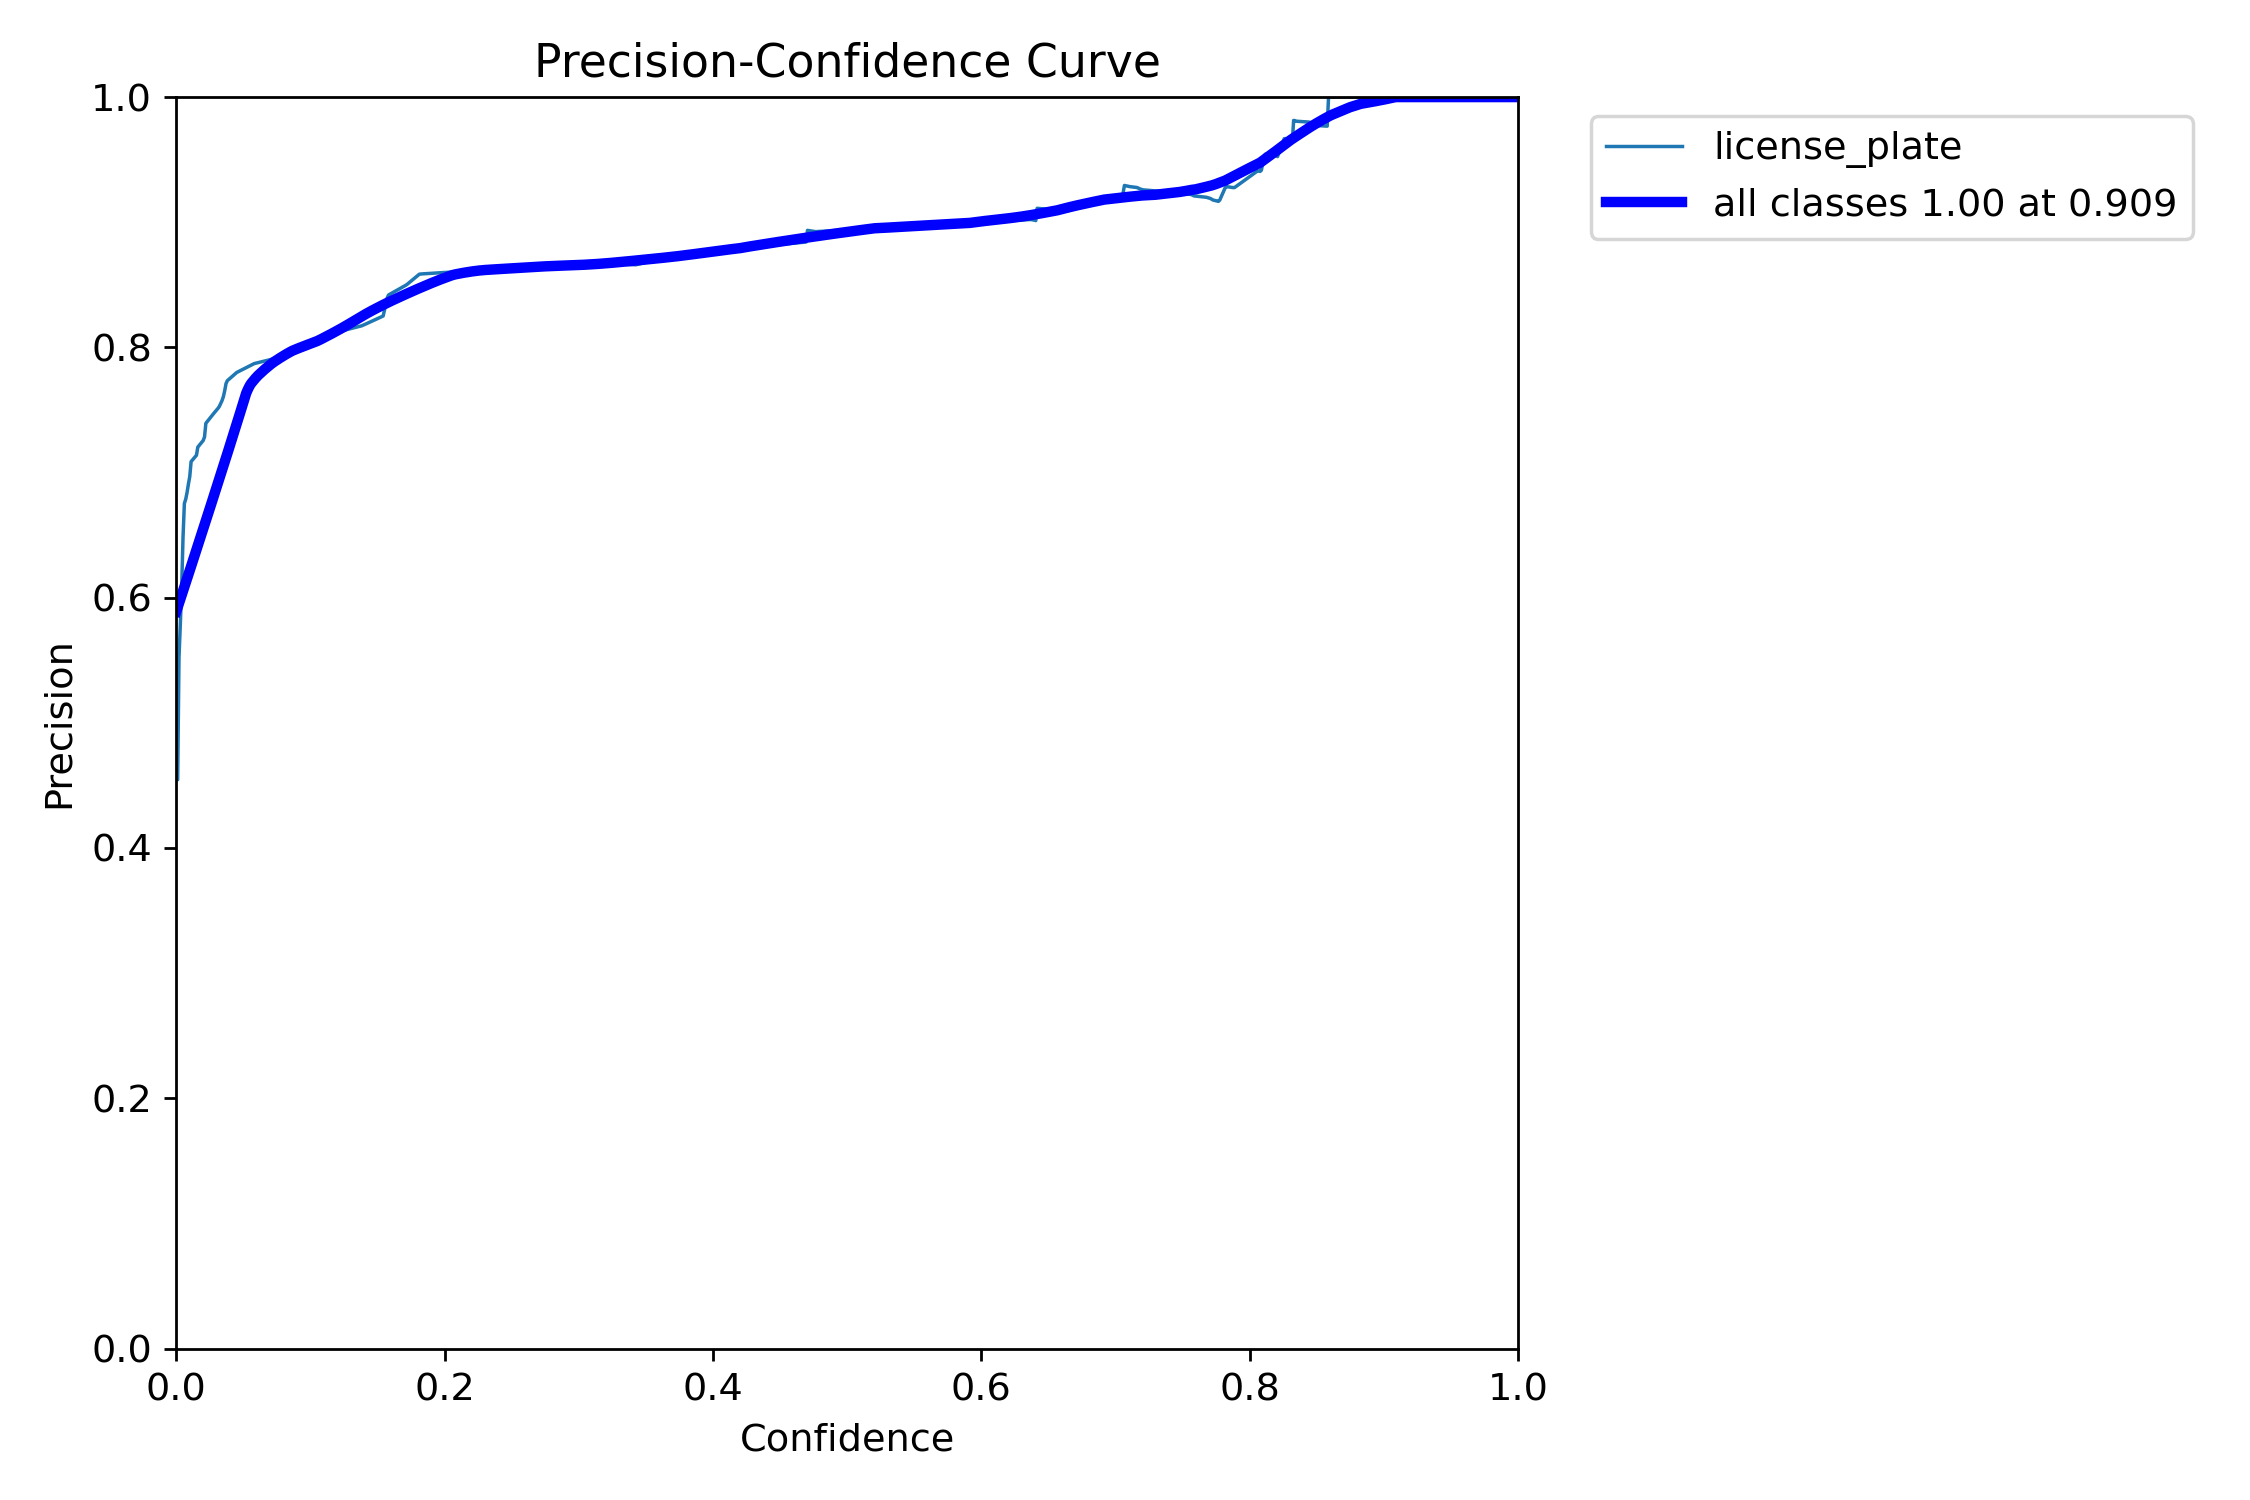 Precision-Confidence Curve
license_plate
all classes 1.00 at 0.909
Precision
1.0
0.8
0.6
0.4
0.2
0.0
0.0 0.2 0.4 0.6 0.8 1.0
Confidence